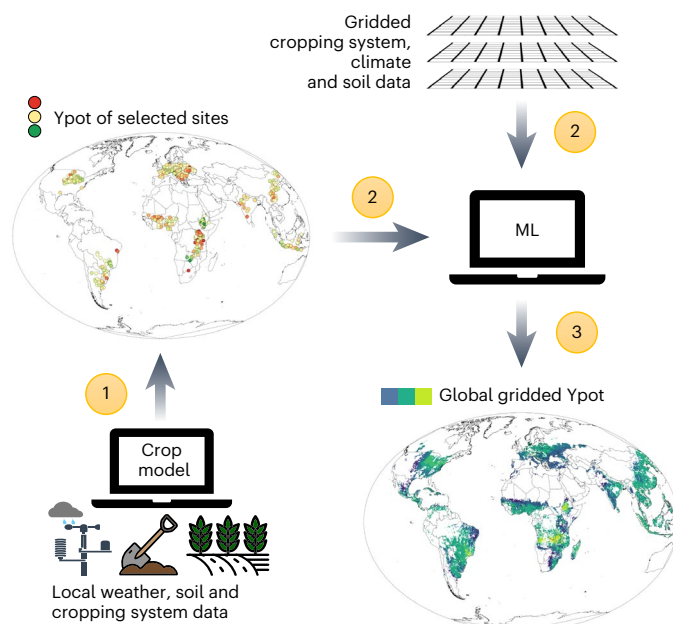 Gridded
cropping system,
climate
and soil data
Ypot of selected sites
2
2
ML
3
1
Global gridded Ypot
Crop
model
Local weather, soil and
cropping system data